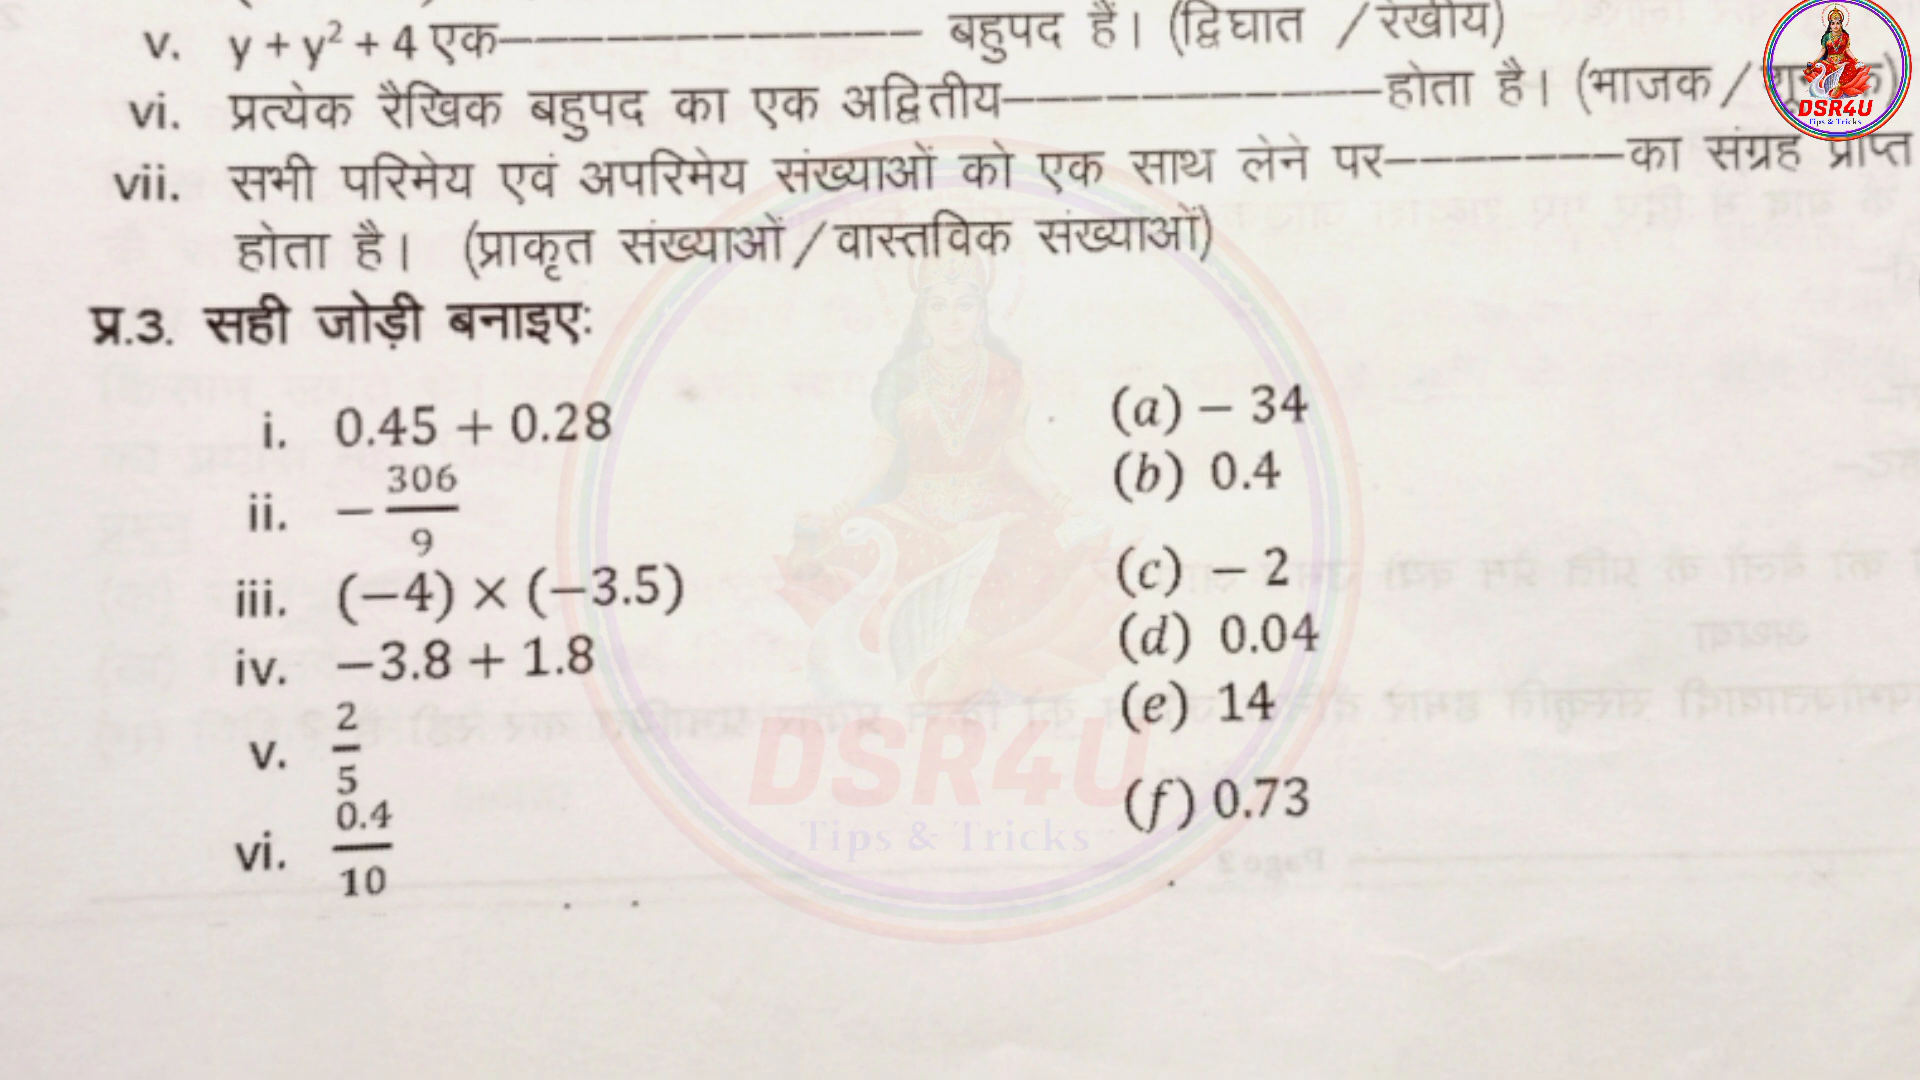 v. y + y² + 4 एक———————————— बहुपद हैं। (द्विघात / रेखीय)
vi. प्रत्येक रैखिक बहुपद का एक अद्वितीय———————————होता है। (भाजक /
vii. सभी परिमेय एवं अपरिमेय संख्याओं को एक साथ लेने पर———————का संग्रह प्राप्त
होता है। (प्राकृत संख्याओं/वास्तविक संख्याओं)
प्र.3. सही जोड़ी बनाइए:
i. 0.45 + 0.28 (a) – 34
ii. – 306/9 (b) 0.4
iii. (–4) × (–3.5) (c) – 2
iv. –3.8 + 1.8 (d) 0.04
v. 2/5 (e) 14
vi. 0.4/10 (f) 0.73
DSR4U
Tips & Tricks
DSR4U
Tips & Tricks